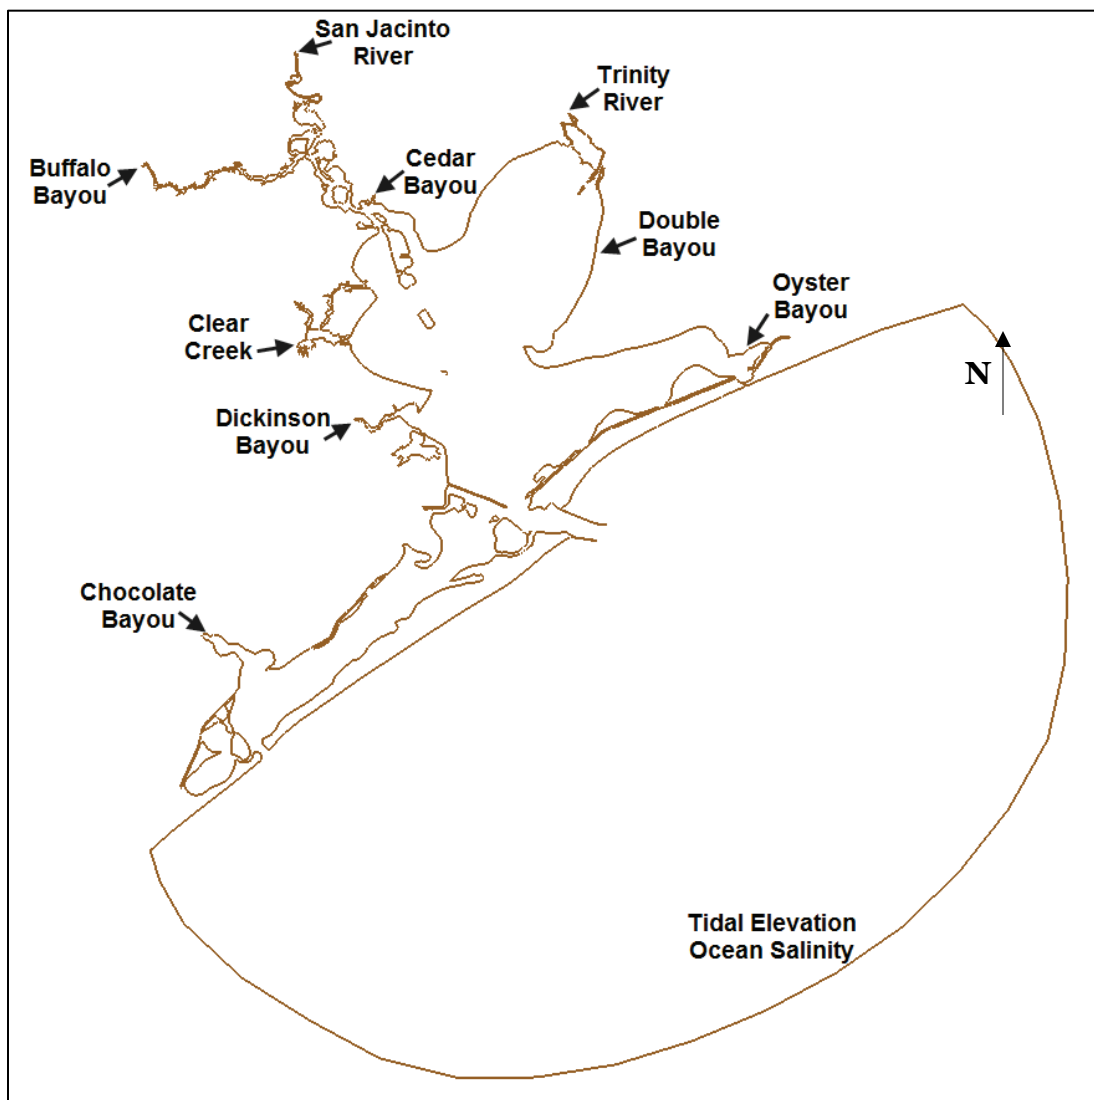 San Jacinto
River
Trinity
River
Buffalo
Bayou
Cedar
Bayou
Double
Bayou
Oyster
Bayou
Clear
Creek
N
Dickinson
Bayou
Chocolate
Bayou
Tidal Elevation
Ocean Salinity